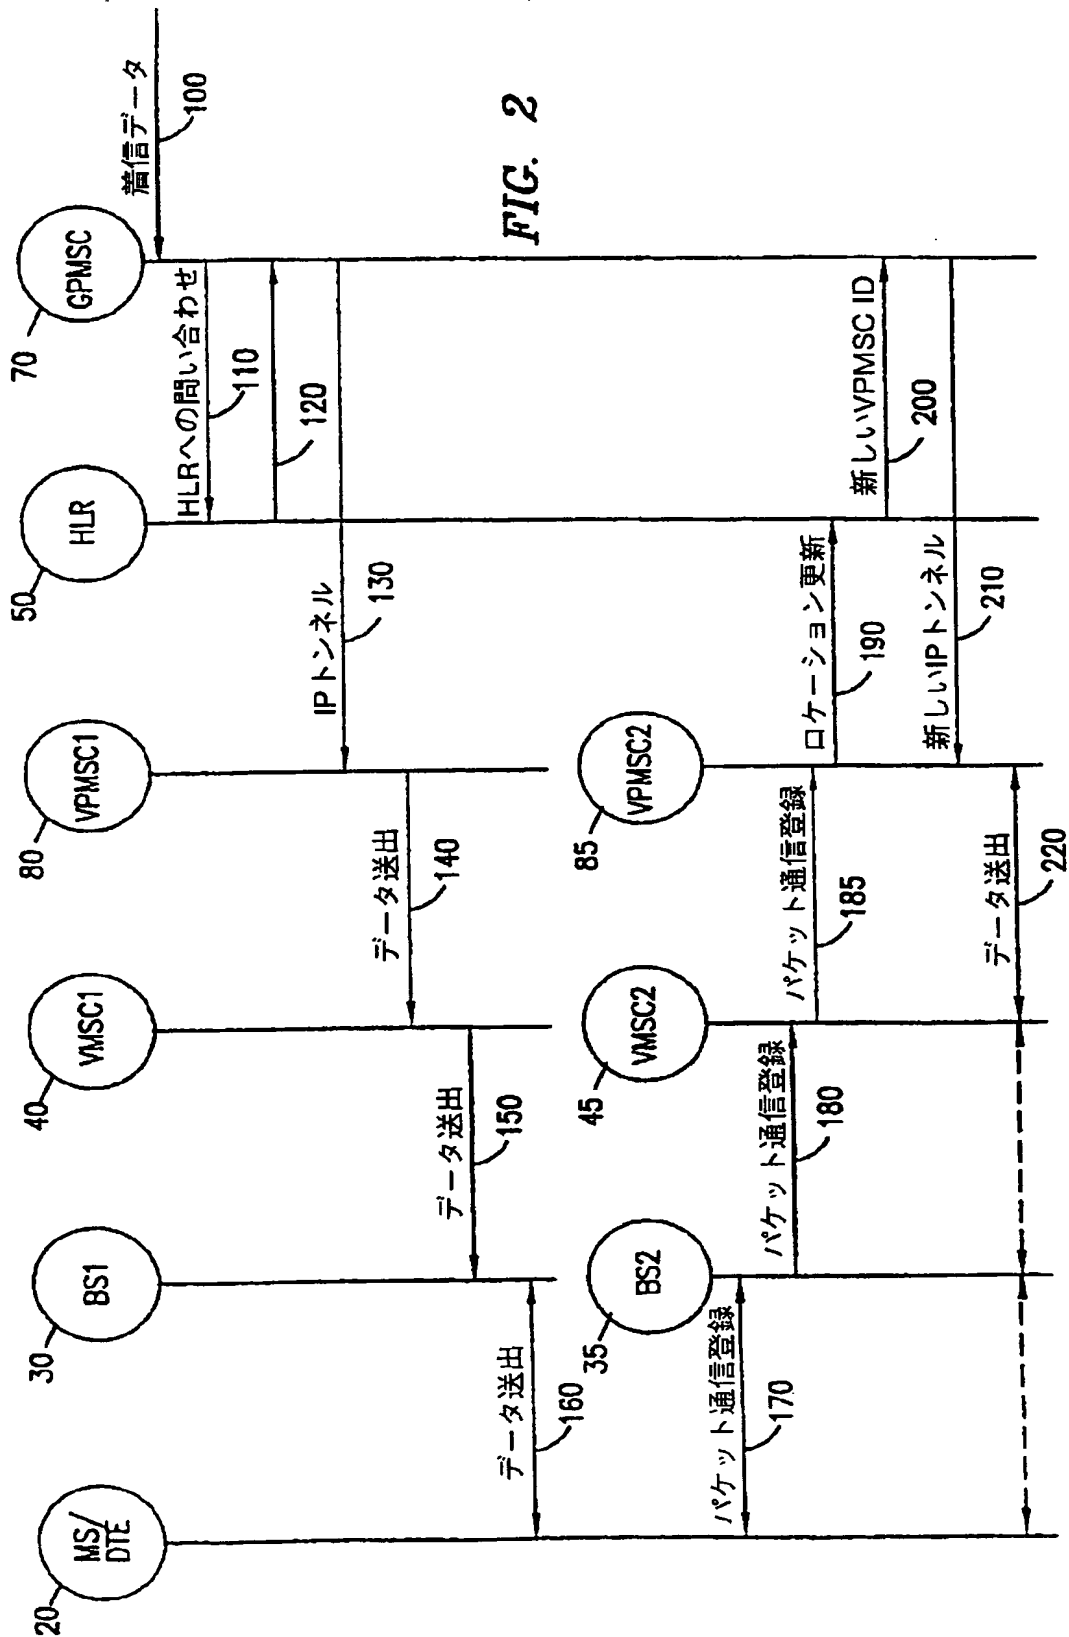 20
MS/
DTE
30
BS1
40
VMSC1
80
VPMSC1
50
HLR
70
GPMSC
着信データ
100
HLRへの問い合わせ
110
120
IPトンネル
130
データ送出
140
データ送出
150
データ送出
160
35
BS2
45
VMSC2
85
VPMSC2
パケット通信登録
170
パケット通信登録
180
パケット通信登録
185
ロケーション更新
190
新しいVPMSC ID
200
新しいIPトンネル
210
データ送出
220
FIG. 2